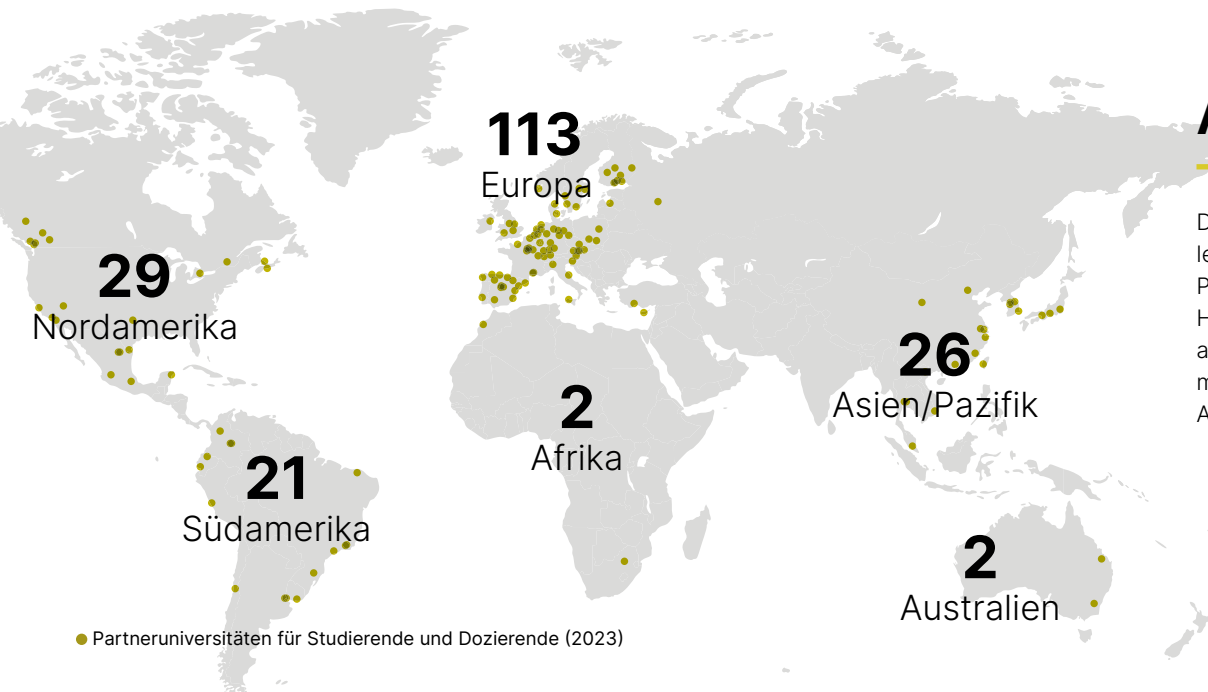 113
Europa
29
Nordamerika
26
Asien/Pazifik
2
Afrika
21
Südamerika
2
Australien
Partneruniversitäten für Studierende und Dozierende (2023)